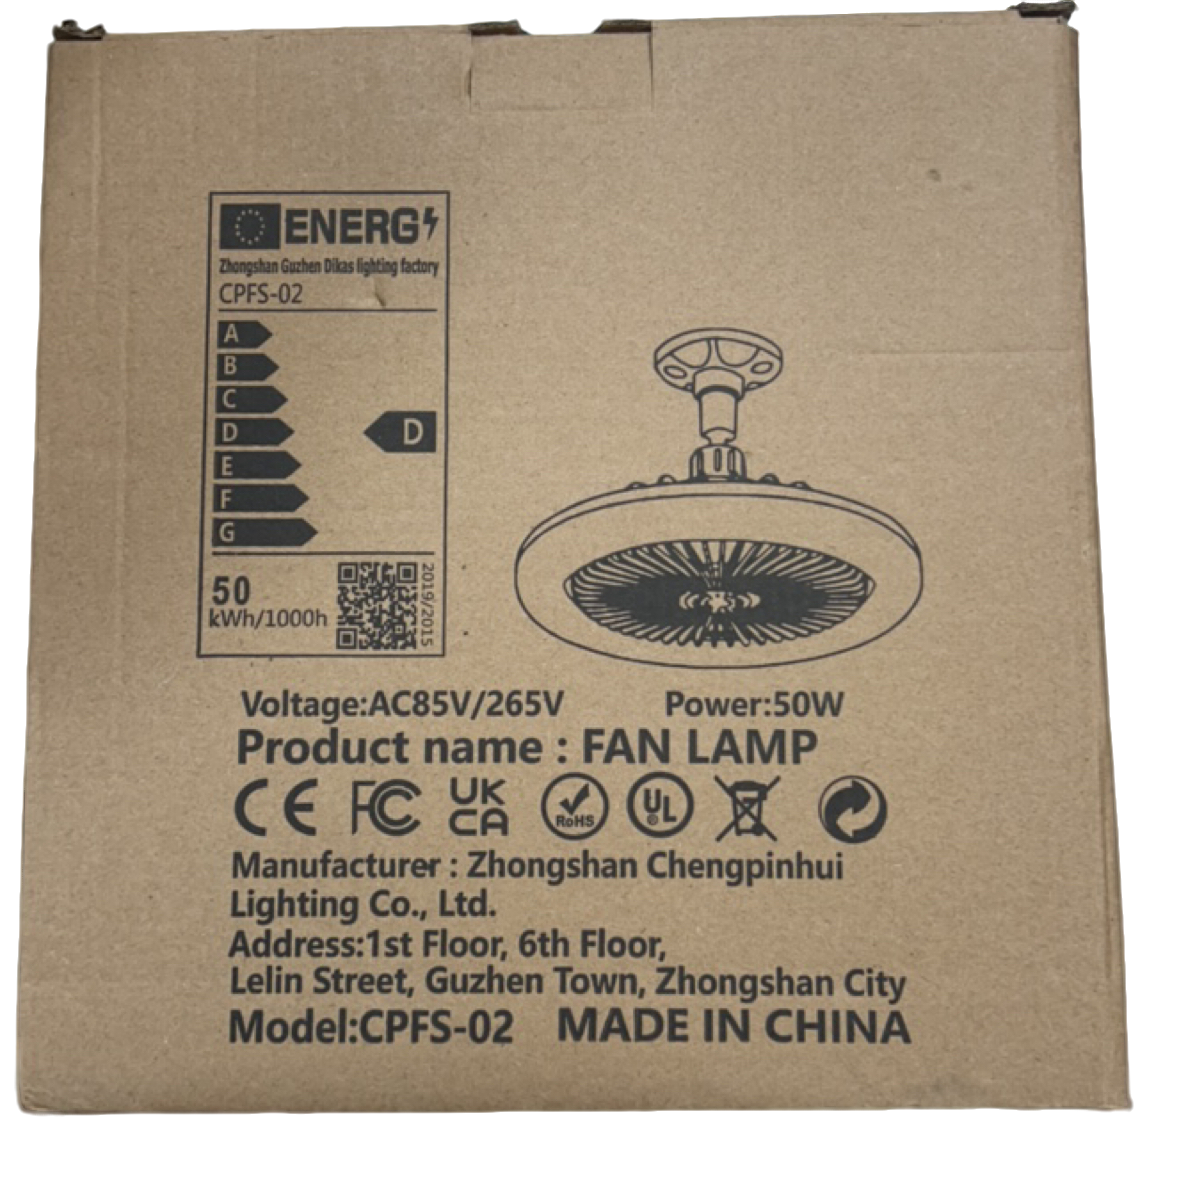 ENERG
Zhongshan Guzhen Dikas lighting factory
CPFS-02
A
B
C
D
D
E
F
G
50
kWh/1000h
2019/2015
Voltage:AC85V/265V Power:50W
Product name : FAN LAMP
CE FC UK CA RoHS UL
Manufacturer : Zhongshan Chengpinhui
Lighting Co., Ltd.
Address:1st Floor, 6th Floor,
Lelin Street, Guzhen Town, Zhongshan City
Model:CPFS-02 MADE IN CHINA